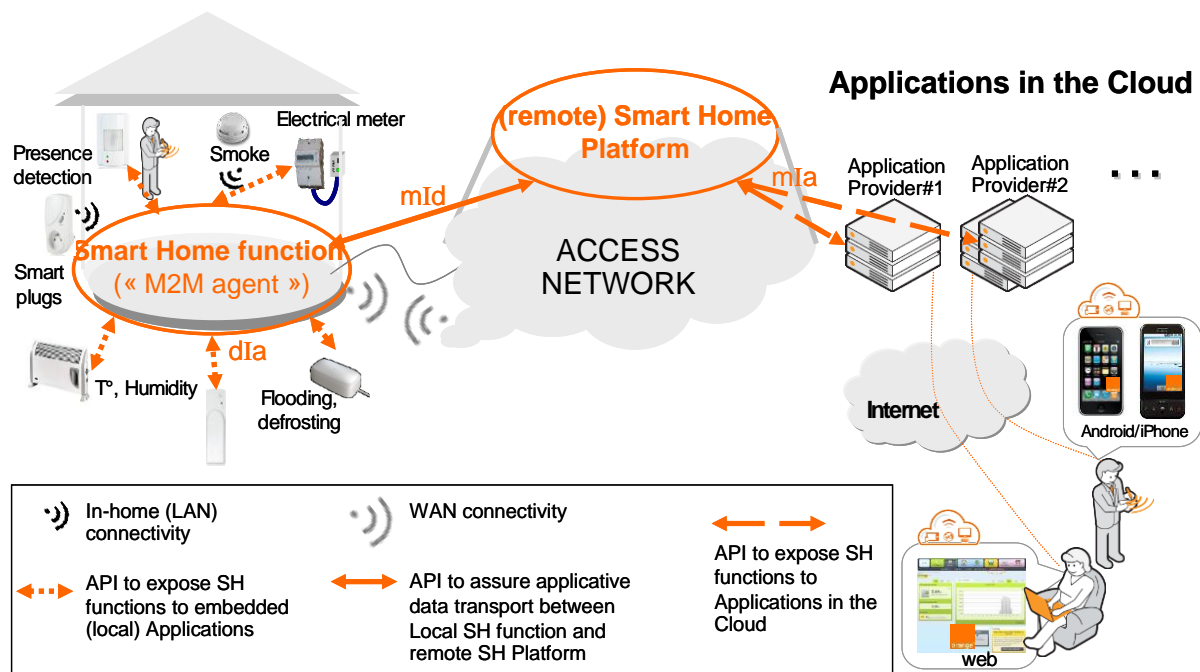 Applications in the Cloud
(remote) Smart Home
Platform
Electrical meter
Smoke
Presence
detection
Application
Provider#1
Application
Provider#2
...
mId
mIa
Smart Home function
(« M2M agent »)
ACCESS
NETWORK
Smart
plugs
dIa
T°, Humidity
Flooding,
defrosting
Internet
Android/iPhone
In-home (LAN)
connectivity
WAN connectivity
API to expose SH
functions to
Applications in the
Cloud
API to expose SH
functions to embedded
(local) Applications
API to assure applicative
data transport between
Local SH function and
remote SH Platform
orange
web